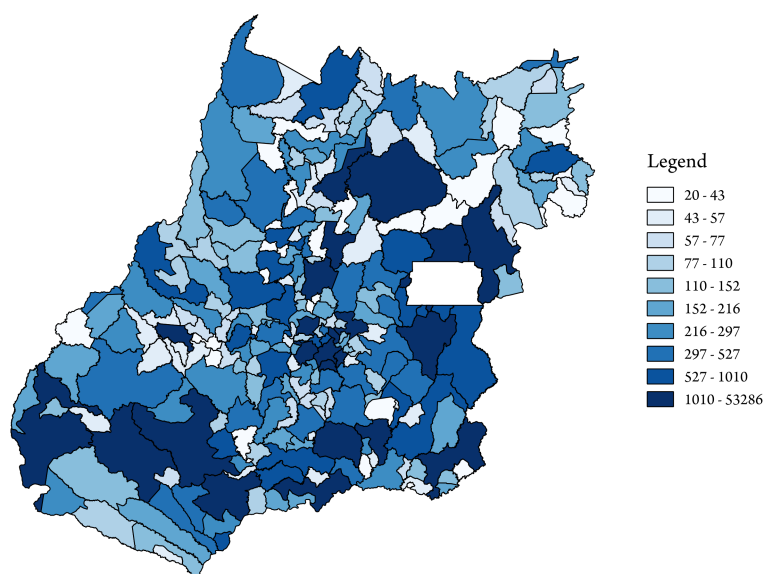 Legend
20 - 43
43 - 57
57 - 77
77 - 110
110 - 152
152 - 216
216 - 297
297 - 527
527 - 1010
1010 - 53286